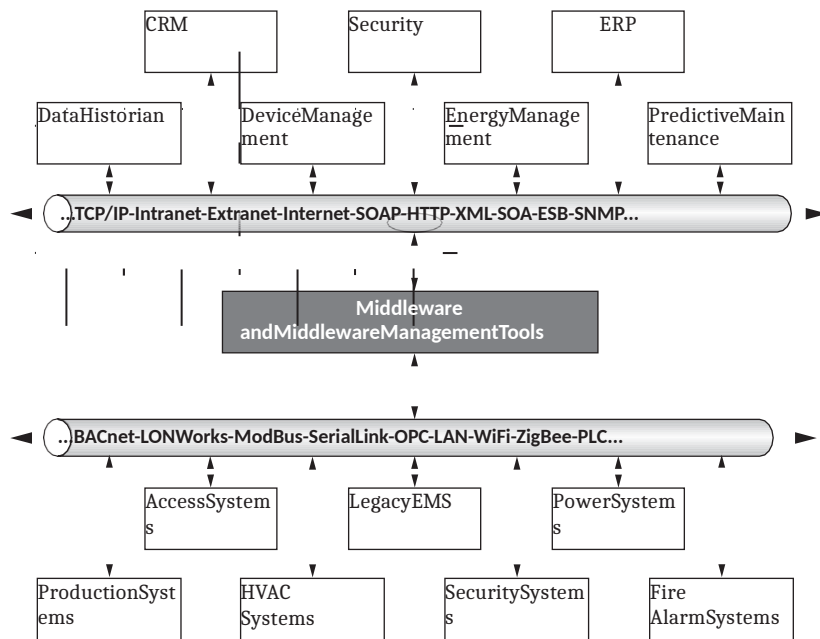 CRM
Security
ERP
DataHistorian
DeviceManage
ment
EnergyManage
ment
PredictiveMain
tenance
...TCP/IP-Intranet-Extranet-Internet-SOAP-HTTP-XML-SOA-ESB-SNMP...
Middleware
andMiddlewareManagementTools
...BACnet-LONWorks-ModBus-SerialLink-OPC-LAN-WiFi-ZigBee-PLC...
AccessSystem
s
LegacyEMS
PowerSystem
s
ProductionSyst
ems
HVAC
Systems
SecuritySystem
s
Fire
AlarmSystems